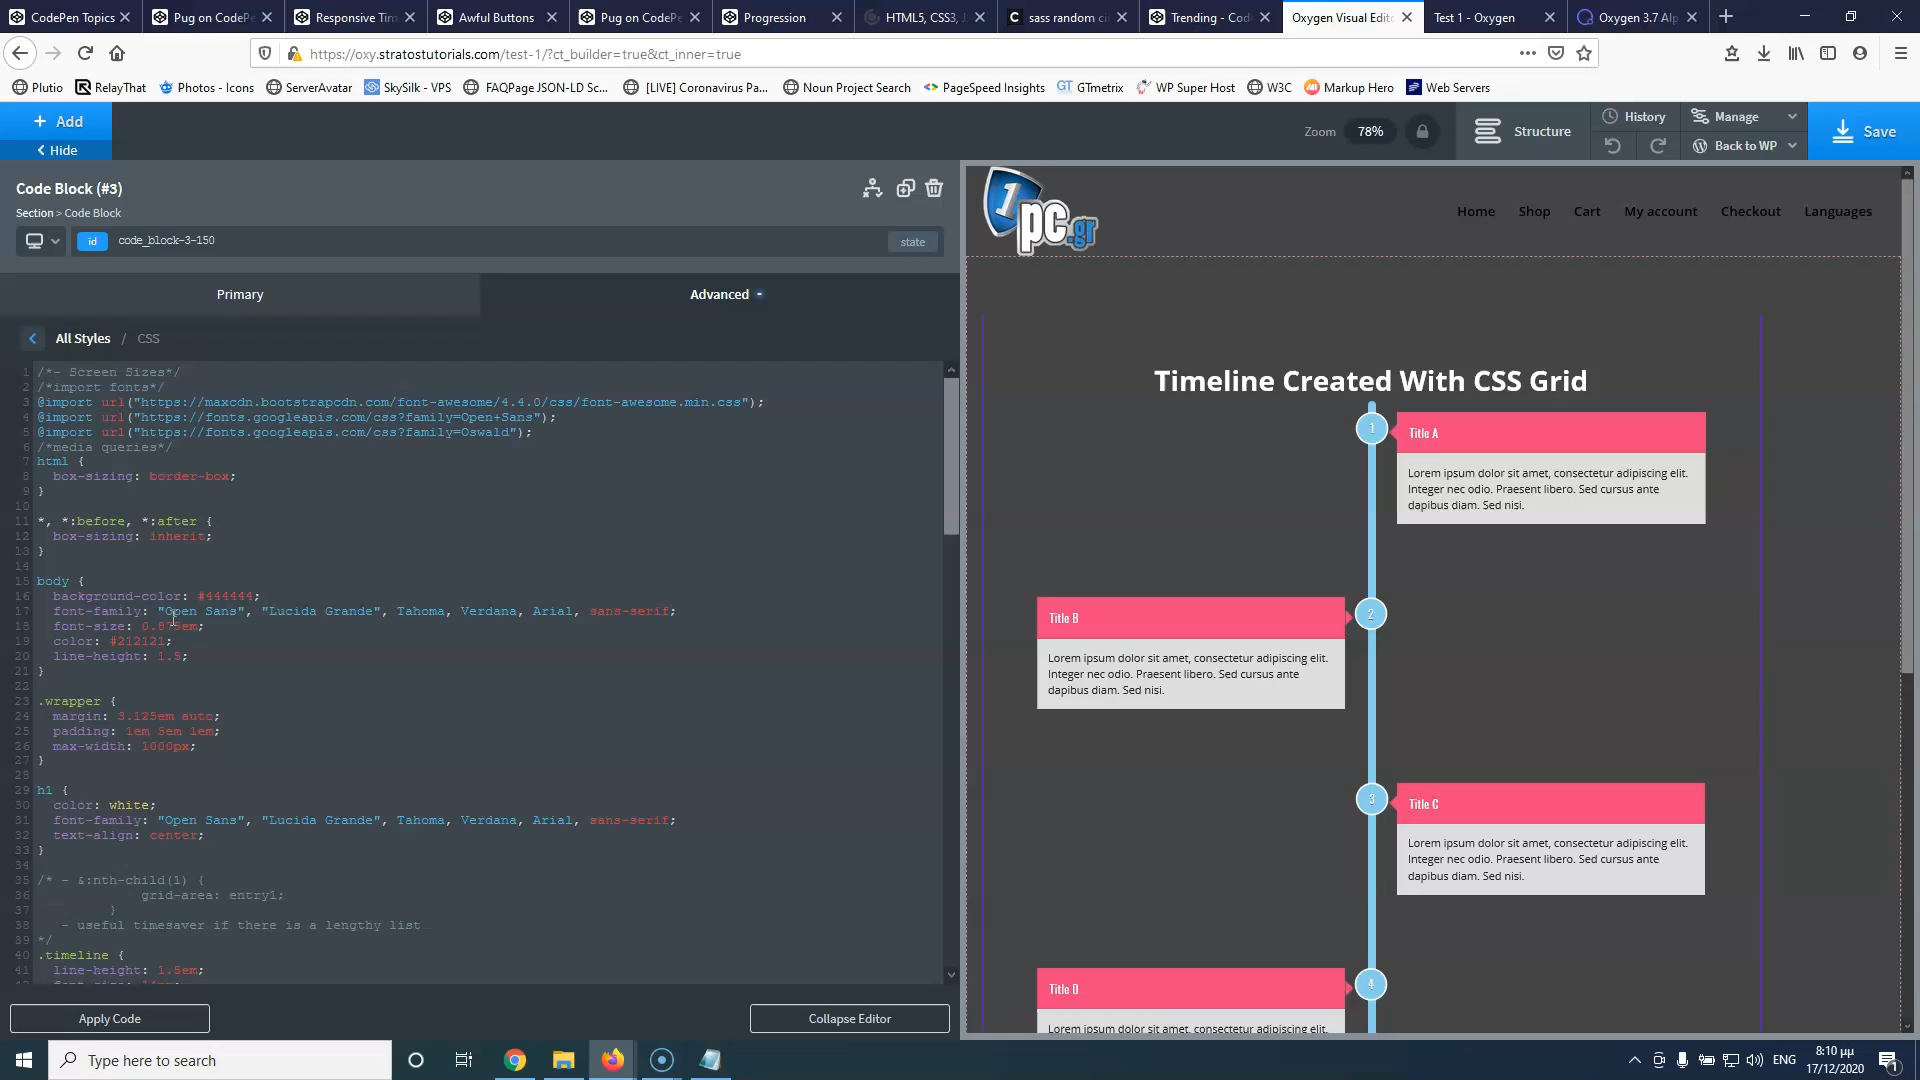 CodePen Topics
Pug on CodePe
Responsive Tim
Awful Buttons
Pug on CodePe
Progression
HTML5, CSS3, J
sass random ci
Trending - Cod
Oxygen Visual Edit
Test 1 - Oxygen
Oxygen 3.7 Alp
https://oxy.stratostutorials.com/test-1/?ct_builder=true&ct_inner=true
Plutio
RelayThat
Photos - Icons
ServerAvatar
SkySilk - VPS
FAQPage JSON-LD Sc...
[LIVE] Coronavirus Pa...
Noun Project Search
PageSpeed Insights
GTmetrix
WP Super Host
W3C
Markup Hero
Web Servers
+ Add
Hide
Zoom 78%
Structure
History
Manage
Back to WP
Save
Code Block (#3)
Section > Code Block
id code_block-3-150 state
Primary
Advanced
All Styles / CSS
1 /*- Screen Sizes*/
2 /*import fonts*/
3 @import url("https://maxcdn.bootstrapcdn.com/font-awesome/4.4.0/css/font-awesome.min.css");
4 @import url("https://fonts.googleapis.com/css?family=Open+Sans");
5 @import url("https://fonts.googleapis.com/css?family=Oswald");
6 /*media queries*/
7 html {
8 box-sizing: border-box;
9 }
10
11 *, *:before, *:after {
12 box-sizing: inherit;
13 }
14
15 body {
16 background-color: #444444;
17 font-family: "Open Sans", "Lucida Grande", Tahoma, Verdana, Arial, sans-serif;
18 font-size: 0.875em;
19 color: #212121;
20 line-height: 1.5;
21 }
22
23 .wrapper {
24 margin: 3.125em auto;
25 padding: 1em 5em 1em;
26 max-width: 1000px;
27 }
28
29 h1 {
30 color: white;
31 font-family: "Open Sans", "Lucida Grande", Tahoma, Verdana, Arial, sans-serif;
32 text-align: center;
33 }
34
35 /* - &:nth-child(1) {
36 grid-area: entry1;
37 }
38 - useful timesaver if there is a lengthy list
39 */
40 .timeline {
41 line-height: 1.5em;
Apply Code
Collapse Editor
1pc.gr
Home
Shop
Cart
My account
Checkout
Languages
Timeline Created With CSS Grid
1
Title A
Lorem ipsum dolor sit amet, consectetur adipiscing elit.
Integer nec odio. Praesent libero. Sed cursus ante
dapibus diam. Sed nisi.
Title B
2
Lorem ipsum dolor sit amet, consectetur adipiscing elit.
Integer nec odio. Praesent libero. Sed cursus ante
dapibus diam. Sed nisi.
3
Title C
Lorem ipsum dolor sit amet, consectetur adipiscing elit.
Integer nec odio. Praesent libero. Sed cursus ante
dapibus diam. Sed nisi.
Title D
4
Lorem ipsum dolor sit amet, consectetur adipiscing elit.
Type here to search
ENG
8:10 μμ
17/12/2020
1